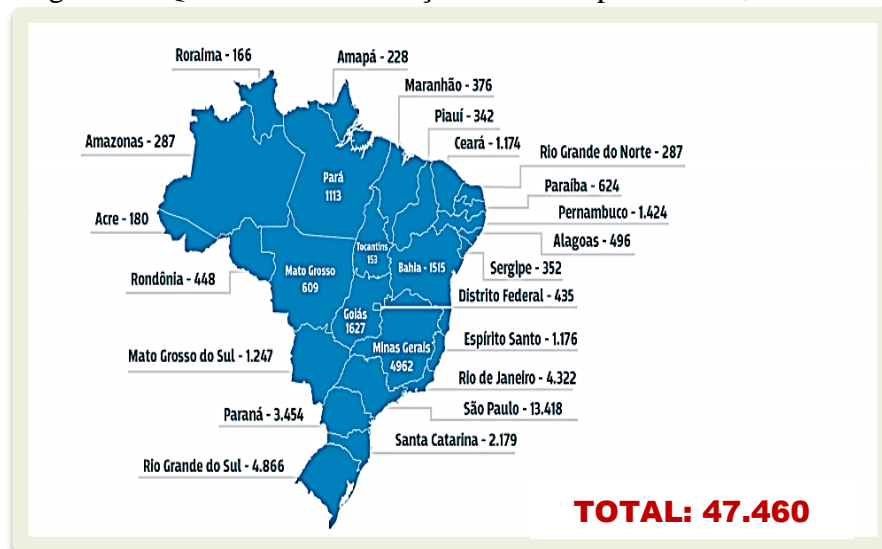 Roraima - 166
Amapá - 228
Maranhão - 376
Piauí - 342
Ceará - 1.174
Amazonas - 287
Rio Grande do Norte - 287
Pará
1113
Paraíba - 624
Pernambuco - 1.424
Acre - 180
Alagoas - 496
Tocantins
153
Bahia - 1515
Sergipe - 352
Rondônia - 448
Mato Grosso
609
Distrito Federal - 435
Goiás
1627
Espírito Santo - 1.176
Minas Gerais
4962
Mato Grosso do Sul - 1.247
Rio de Janeiro - 4.322
São Paulo - 13.418
Paraná - 3.454
Santa Catarina - 2.179
Rio Grande do Sul - 4.866
TOTAL: 47.460